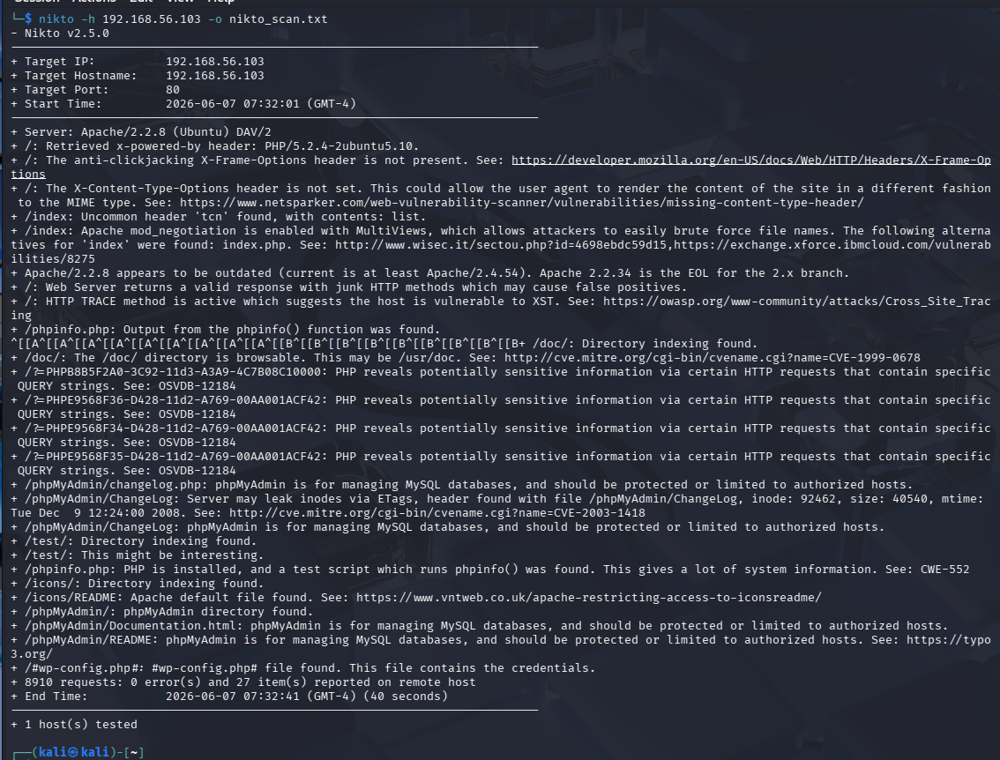 └─$ nikto -h 192.168.56.103 -o nikto_scan.txt
- Nikto v2.5.0
+ Target IP:          192.168.56.103
+ Target Hostname:    192.168.56.103
+ Target Port:        80
+ Start Time:         2026-06-07 07:32:01 (GMT-4)
+ Server: Apache/2.2.8 (Ubuntu) DAV/2
+ /: Retrieved x-powered-by header: PHP/5.2.4-2ubuntu5.10.
+ /: The anti-clickjacking X-Frame-Options header is not present. See: https://developer.mozilla.org/en-US/docs/Web/HTTP/Headers/X-Frame-Op
tions
+ /: The X-Content-Type-Options header is not set. This could allow the user agent to render the content of the site in a different fashion
 to the MIME type. See: https://www.netsparker.com/web-vulnerability-scanner/vulnerabilities/missing-content-type-header/
+ /index: Uncommon header 'tcn' found, with contents: list.
+ /index: Apache mod_negotiation is enabled with MultiViews, which allows attackers to easily brute force file names. The following alterna
tives for 'index' were found: index.php. See: http://www.wisec.it/sectou.php?id=4698ebdc59d15,https://exchange.xforce.ibmcloud.com/vulnerab
ilities/8275
+ Apache/2.2.8 appears to be outdated (current is at least Apache/2.4.54). Apache 2.2.34 is the EOL for the 2.x branch.
+ /: Web Server returns a valid response with junk HTTP methods which may cause false positives.
+ /: HTTP TRACE method is active which suggests the host is vulnerable to XST. See: https://owasp.org/www-community/attacks/Cross_Site_Trac
ing
+ /phpinfo.php: Output from the phpinfo() function was found.
^[[A^[[A^[[A^[[A^[[A^[[A^[[A^[[A^[[A^[[B^[[B^[[B^[[B^[[B^[[B^[[B^[[B^[[B+ /doc/: Directory indexing found.
+ /doc/: The /doc/ directory is browsable. This may be /usr/doc. See: http://cve.mitre.org/cgi-bin/cvename.cgi?name=CVE-1999-0678
+ /?=PHPB8B5F2A0-3C92-11d3-A3A9-4C7B08C10000: PHP reveals potentially sensitive information via certain HTTP requests that contain specific
 QUERY strings. See: OSVDB-12184
+ /?=PHPE9568F36-D428-11d2-A769-00AA001ACF42: PHP reveals potentially sensitive information via certain HTTP requests that contain specific
 QUERY strings. See: OSVDB-12184
+ /?=PHPE9568F34-D428-11d2-A769-00AA001ACF42: PHP reveals potentially sensitive information via certain HTTP requests that contain specific
 QUERY strings. See: OSVDB-12184
+ /?=PHPE9568F35-D428-11d2-A769-00AA001ACF42: PHP reveals potentially sensitive information via certain HTTP requests that contain specific
 QUERY strings. See: OSVDB-12184
+ /phpMyAdmin/changelog.php: phpMyAdmin is for managing MySQL databases, and should be protected or limited to authorized hosts.
+ /phpMyAdmin/ChangeLog: Server may leak inodes via ETags, header found with file /phpMyAdmin/ChangeLog, inode: 92462, size: 40540, mtime:
Tue Dec  9 12:24:00 2008. See: http://cve.mitre.org/cgi-bin/cvename.cgi?name=CVE-2003-1418
+ /phpMyAdmin/ChangeLog: phpMyAdmin is for managing MySQL databases, and should be protected or limited to authorized hosts.
+ /test/: Directory indexing found.
+ /test/: This might be interesting.
+ /phpinfo.php: PHP is installed, and a test script which runs phpinfo() was found. This gives a lot of system information. See: CWE-552
+ /icons/: Directory indexing found.
+ /icons/README: Apache default file found. See: https://www.vntweb.co.uk/apache-restricting-access-to-iconsreadme/
+ /phpMyAdmin/: phpMyAdmin directory found.
+ /phpMyAdmin/Documentation.html: phpMyAdmin is for managing MySQL databases, and should be protected or limited to authorized hosts.
+ /phpMyAdmin/README: phpMyAdmin is for managing MySQL databases, and should be protected or limited to authorized hosts. See: https://typo
3.org/
+ /#wp-config.php#: #wp-config.php# file found. This file contains the credentials.
+ 8910 requests: 0 error(s) and 27 item(s) reported on remote host
+ End Time:           2026-06-07 07:32:41 (GMT-4) (40 seconds)
+ 1 host(s) tested
┌──(kali㉿kali)-[~]